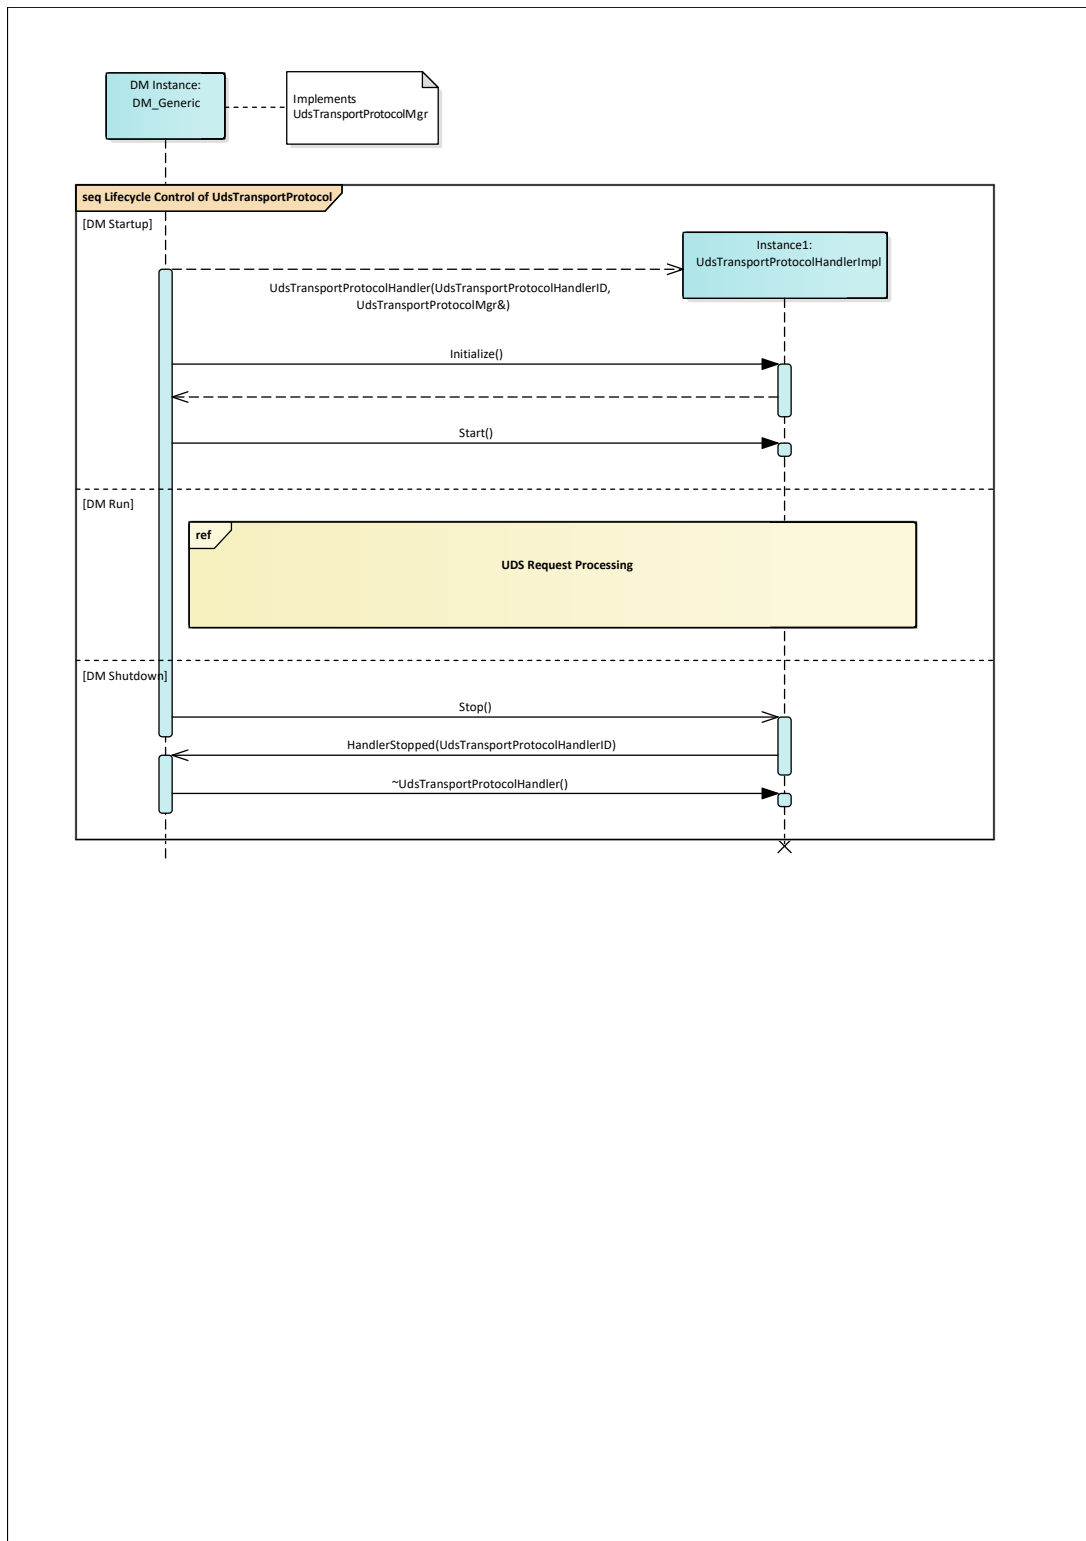 DM Instance:
DM_Generic
Implements
UdsTransportProtocolMgr
seq Lifecycle Control of UdsTransportProtocol
[DM Startup]
Instance1:
UdsTransportProtocolHandlerImpl
UdsTransportProtocolHandler(UdsTransportProtocolHandlerID,
UdsTransportProtocolMgr&)
Initialize()
Start()
[DM Run]
ref
UDS Request Processing
[DM Shutdown]
Stop()
HandlerStopped(UdsTransportProtocolHandlerID)
~UdsTransportProtocolHandler()